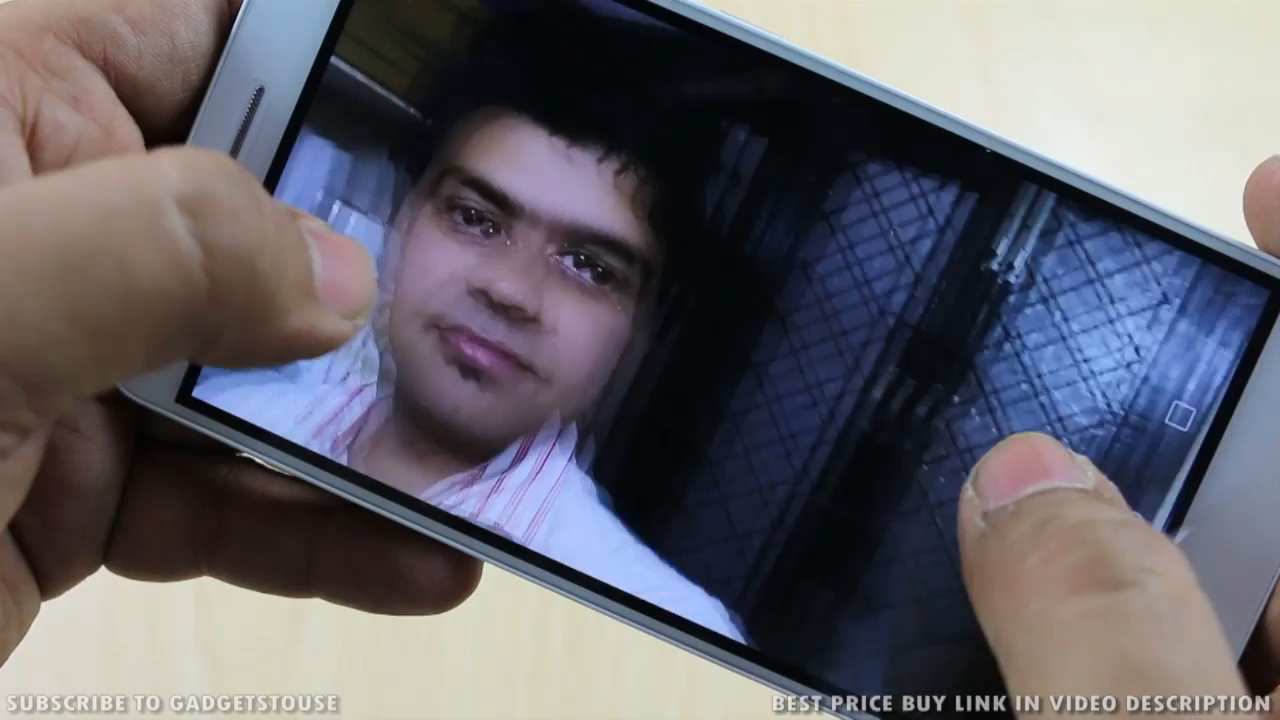 SUBSCRIBE TO GADGETSTOUSE
BEST PRICE BUY LINK IN VIDEO DESCRIPTION